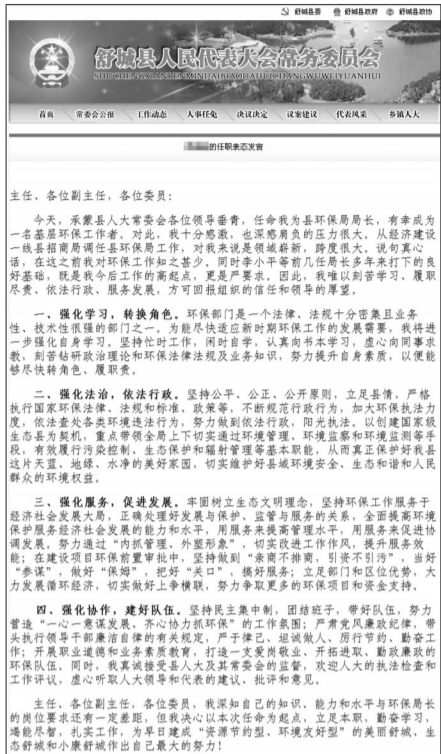 舒城县委 舒城县政府 舒城县政协
舒城县人民代表大会常务委员会
SHUCHENGXIANRENMINDAIBIAODAHUICHANGWUWEIYUANHUI
首页 常委会公报 工作动态 人事任免 决议决定 议案建议 代表风采 乡镇人大
的任职表态发言
主任、各位副主任，各位委员：
今天，承蒙县人大常委会各位领导垂青，任命我为县环保局局长，有幸成为
一名基层环保工作者。对此，我十分感激，也深感肩负的压力很大。从经济建设
一线县招商局调任县环保局工作，对我来说是领域崭新，跨度很大。说句真心
话，在这之前我对环保工作知之甚少。同时李小平等前几任局长多年来打下的良
好基础，既是我今后工作的高起点，更是严要求。因此，我唯以刻苦学习、履职
尽责、依法行政、服务发展，方可回报组织的信任和领导的厚望。
一、强化学习，转换角色。环保部门是一个法律、法规十分密集且业务
性、技术性很强的部门之一。为能尽快适应新时期环保工作的发展需要，我将进
一步强化自身学习。坚持忙时工作，闲时自学，认真向书本学习，虚心向同事求
教，刻苦钻研政治理论和环保法律法规及业务知识，努力提升自身素质，以便能
够尽快转角色、履职责。
二、强化法治，依法行政。坚持公平、公正、公开原则，立足县情，严格
执行国家环保法律、法规和标准、政策等，不断规范行政行为，加大环保执法力
度，依法查处各类环境违法行为，努力做到依法行政，阳光执法。以创建国家级
生态县为契机，重点带领全局上下切实通过环境管理、环境监察和环境监测等手
段，有效履行污染控制、生态保护和辐射管理等基本职能，从而真正保护好我县
这片天蓝、地绿、水净的美好家园，切实维护好县域环境安全、生态和谐和人民
群众的环境权益。
三、强化服务，促进发展。牢固树立生态文明理念，坚持环保工作服务于
经济社会发展大局，正确处理好发展与保护、监管与服务的关系，全面提高环境
保护服务经济社会发展的能力和水平，用服务来提高管理水平，用服务来促进协
调发展。努力通过“内抓管理、外塑形象”，切实改进工作作风，提升服务效
能；在建设项目环保前置审批中，坚持做到“亲商不排商，引资不引污”，当好
“参谋”，做好“保姆”，把好“关口”，搞好服务；立足部门和区位优势，大
力发展循环经济，切实做好上争横联，努力争取更多的环保项目和资金支持。
四、强化协作，建好队伍。坚持民主集中制，团结班子，带好队伍，努力
营造“一心一意谋发展、齐心协力抓环保”的工作氛围；严肃党风廉政纪律，带
头执行领导干部廉洁自律的有关规定，严于律己、坦诚做人、厉行节约、勤奋工
作；开展职业道德和业务素质教育，打造一支爱岗敬业、开拓进取、勤政廉政的
环保队伍。同时，我真诚接受县人大及其常委会的监督，欢迎人大的执法检查和
工作评议，虚心听取人大领导和代表的建议、批评和意见。
主任、各位副主任，各位委员，我深知自己的知识、能力和水平与环保局长
的岗位要求还有一定差距，但我决心以本次任命为起点，立足本职，勤奋学习，
竭能尽智，扎实工作，为早日建成“资源节约型、环境友好型”的美丽舒城、生
态舒城和小康舒城作出自己最大的努力！